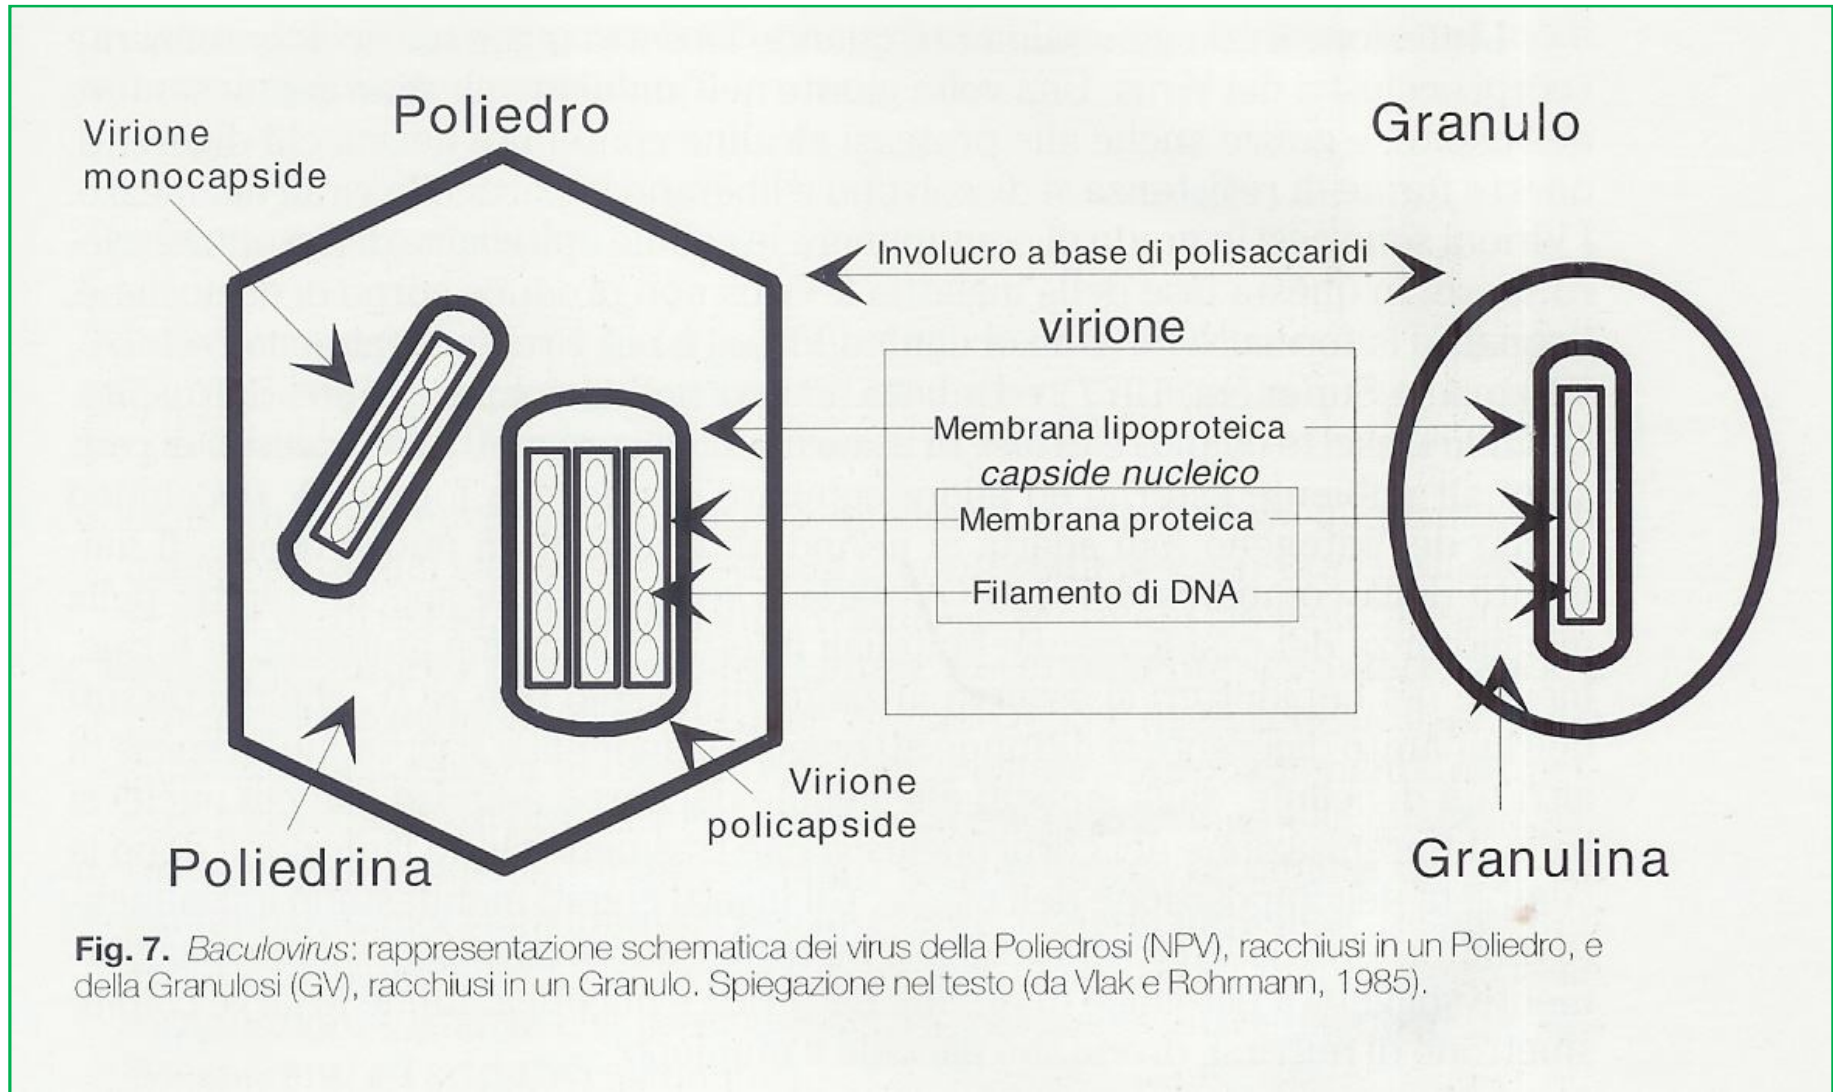 Poliedro
Granulo
Virione
monocapside
Involucro a base di polisaccaridi
virione
Membrana lipoproteica
capside nucleico
Membrana proteica
Filamento di DNA
Virione
policapside
Poliedrina
Granulina
Fig. 7. Baculovirus: rappresentazione schematica dei virus della Poliedrosi (NPV), racchiusi in un Poliedro, e
della Granulosi (GV), racchiusi in un Granulo. Spiegazione nel testo (da Vlak e Rohrmann, 1985).